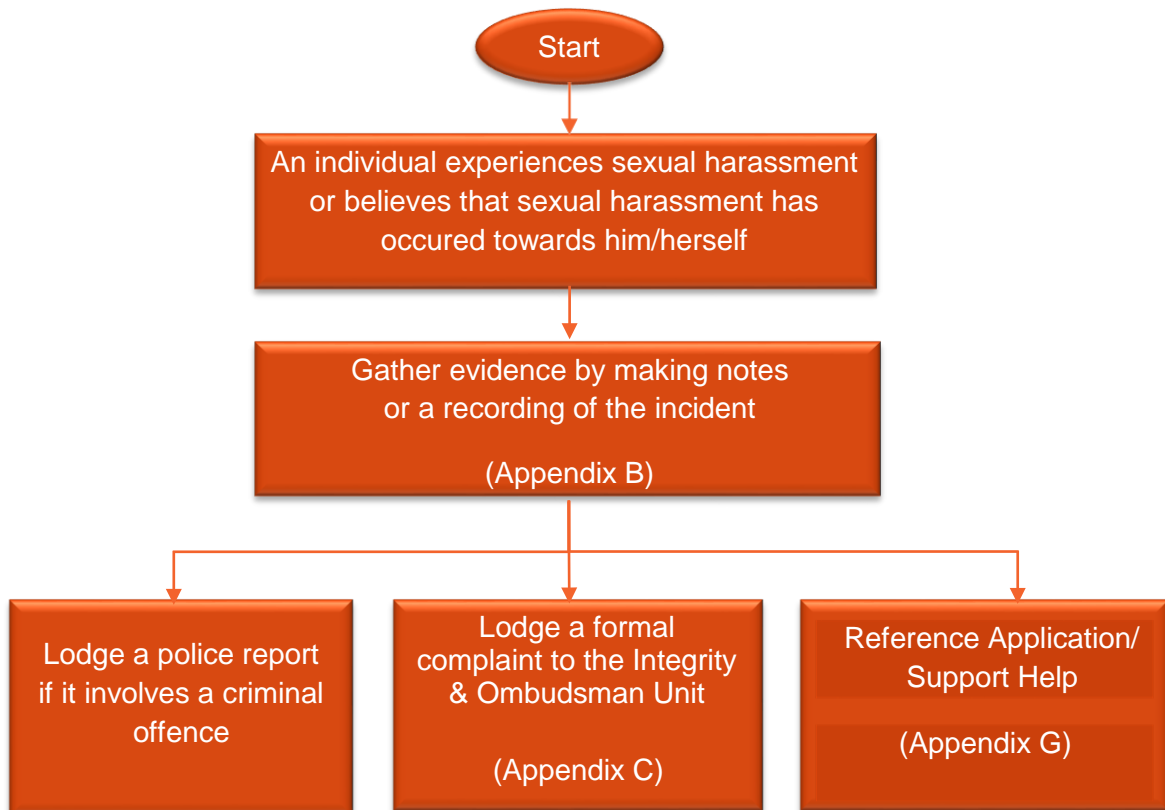 Start
An individual experiences sexual harassment
or believes that sexual harassment has
occured towards him/herself
Gather evidence by making notes
or a recording of the incident
(Appendix B)
Lodge a police report
if it involves a criminal
offence
Lodge a formal
complaint to the Integrity
& Ombudsman Unit
(Appendix C)
Reference Application/
Support Help
(Appendix G)